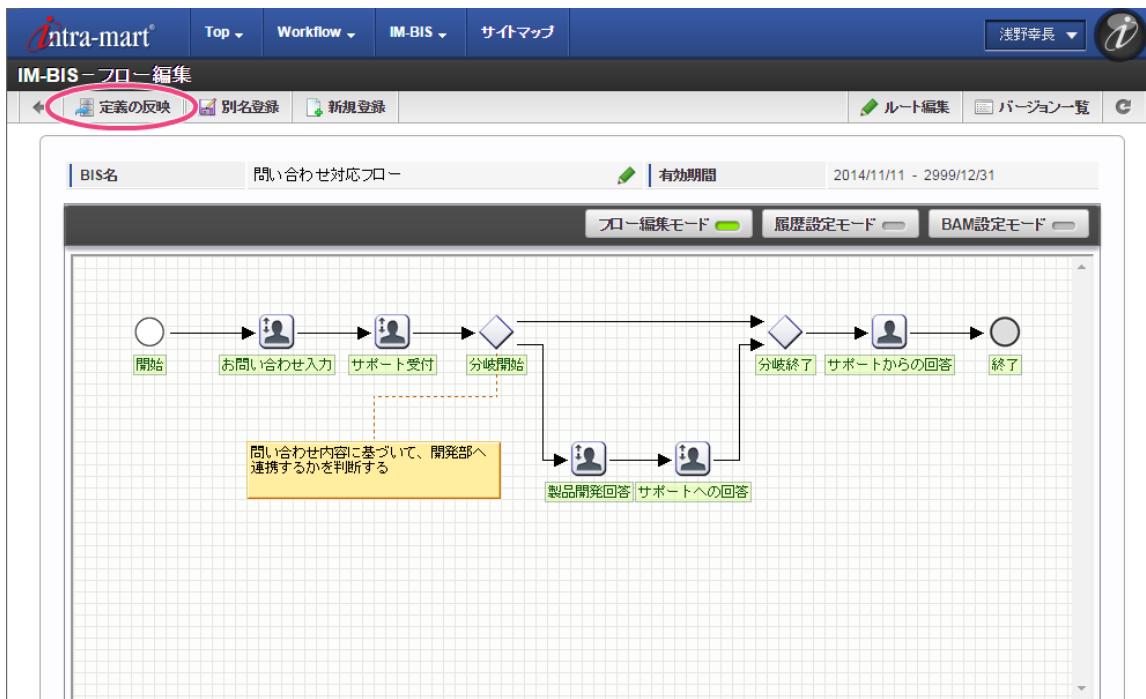 intra-mart® Top Workflow IM-BIS サイトマップ 浅野幸長
IM-BIS－フロー編集
定義の反映 別名登録 新規登録 ルート編集 バージョン一覧
BIS名 問い合わせ対応フロー 有効期間 2014/11/11 - 2999/12/31
フロー編集モード 履歴設定モード BAM設定モード
開始 お問い合わせ入力 サポート受付 分岐開始 分岐終了 サポートからの回答 終了
問い合わせ内容に基づいて、開発部へ
連携するかを判断する
製品開発回答 サポートへの回答